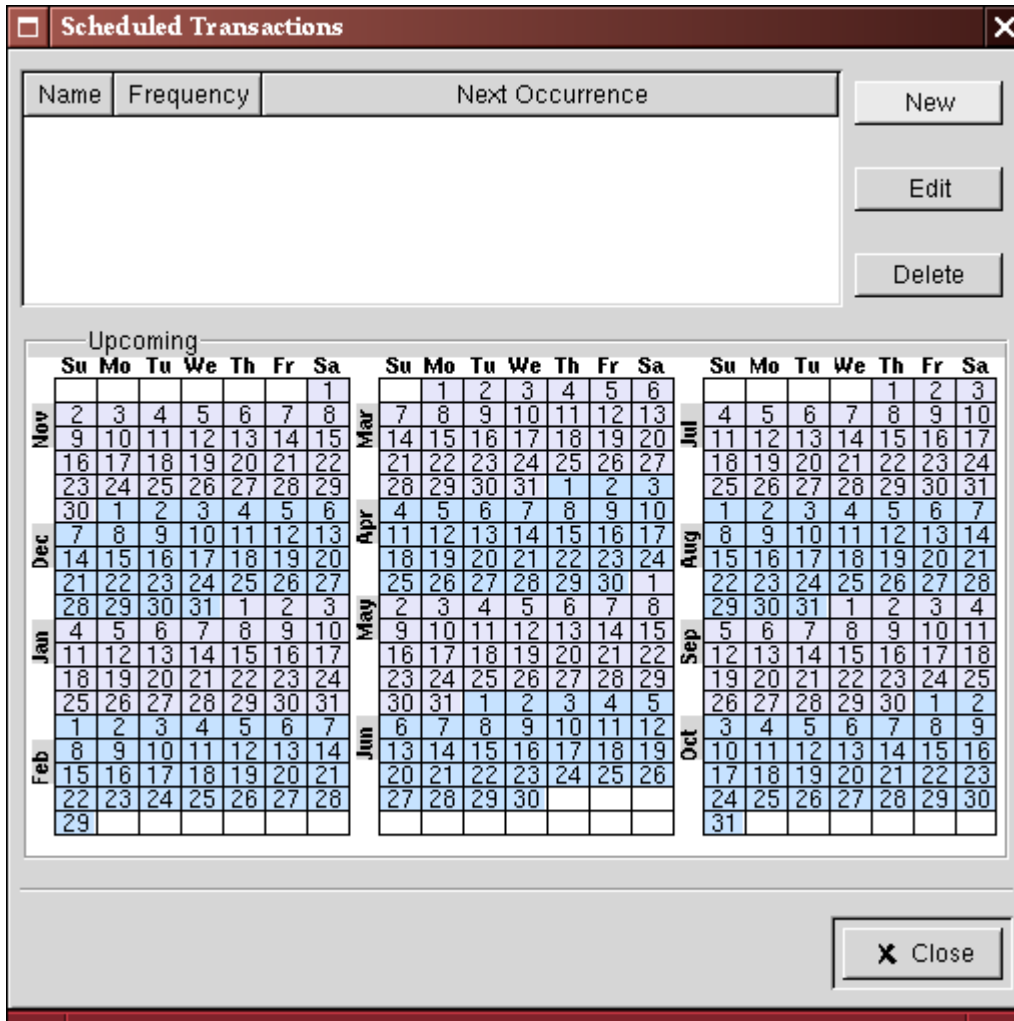 Scheduled Transactions
Name Frequency Next Occurrence
New
Edit
Delete
Upcoming
Su Mo Tu We Th Fr Sa
1
Nov
2 3 4 5 6 7 8
9 10 11 12 13 14 15
16 17 18 19 20 21 22
23 24 25 26 27 28 29
30 1 2 3 4 5 6
Dec
7 8 9 10 11 12 13
14 15 16 17 18 19 20
21 22 23 24 25 26 27
28 29 30 31 1 2 3
Jan
4 5 6 7 8 9 10
11 12 13 14 15 16 17
18 19 20 21 22 23 24
25 26 27 28 29 30 31
Feb
1 2 3 4 5 6 7
8 9 10 11 12 13 14
15 16 17 18 19 20 21
22 23 24 25 26 27 28
29
Su Mo Tu We Th Fr Sa
1 2 3 4 5 6
Mar
7 8 9 10 11 12 13
14 15 16 17 18 19 20
21 22 23 24 25 26 27
28 29 30 31 1 2 3
Apr
4 5 6 7 8 9 10
11 12 13 14 15 16 17
18 19 20 21 22 23 24
25 26 27 28 29 30 1
May
2 3 4 5 6 7 8
9 10 11 12 13 14 15
16 17 18 19 20 21 22
23 24 25 26 27 28 29
30 31 1 2 3 4 5
Jun
6 7 8 9 10 11 12
13 14 15 16 17 18 19
20 21 22 23 24 25 26
27 28 29 30
Su Mo Tu We Th Fr Sa
1 2 3
Jul
4 5 6 7 8 9 10
11 12 13 14 15 16 17
18 19 20 21 22 23 24
25 26 27 28 29 30 31
Aug
1 2 3 4 5 6 7
8 9 10 11 12 13 14
15 16 17 18 19 20 21
22 23 24 25 26 27 28
29 30 31 1 2 3 4
Sep
5 6 7 8 9 10 11
12 13 14 15 16 17 18
19 20 21 22 23 24 25
26 27 28 29 30 1 2
Oct
3 4 5 6 7 8 9
10 11 12 13 14 15 16
17 18 19 20 21 22 23
24 25 26 27 28 29 30
31
Close